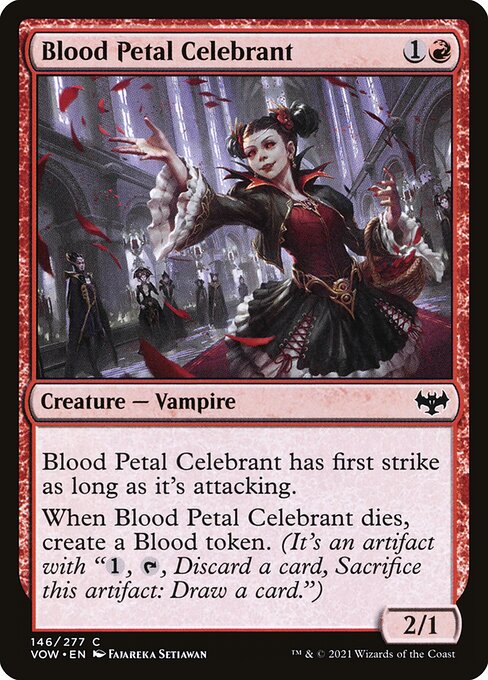 Blood Petal Celebrant 1
Creature — Vampire
Blood Petal Celebrant has first strike
as long as it's attacking.
When Blood Petal Celebrant dies,
create a Blood token. (It's an artifact
with “1, , Discard a card, Sacrifice
this artifact: Draw a card.”)
2/1
146/277 C
VOW • EN Fajareka Setiawan
™ & © 2021 Wizards of the Coast